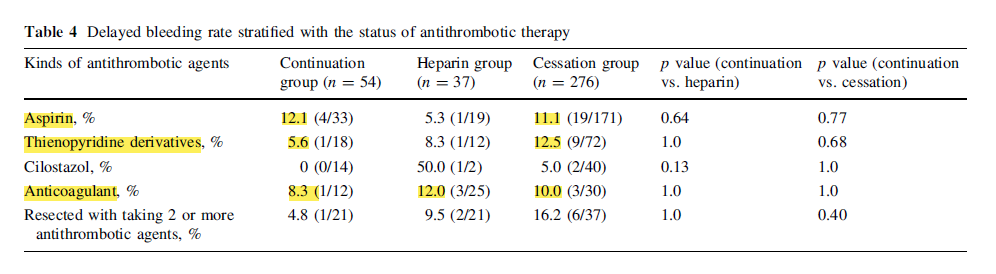 Table 4 Delayed bleeding rate stratified with the status of antithrombotic therapy
Kinds of antithrombotic agents Continuation group (n = 54) Heparin group (n = 37) Cessation group (n = 276) p value (continuation vs. heparin) p value (continuation vs. cessation)
Aspirin, % 12.1 (4/33) 5.3 (1/19) 11.1 (19/171) 0.64 0.77
Thienopyridine derivatives, % 5.6 (1/18) 8.3 (1/12) 12.5 (9/72) 1.0 0.68
Cilostazol, % 0 (0/14) 50.0 (1/2) 5.0 (2/40) 0.13 1.0
Anticoagulant, % 8.3 (1/12) 12.0 (3/25) 10.0 (3/30) 1.0 1.0
Resected with taking 2 or more antithrombotic agents, % 4.8 (1/21) 9.5 (2/21) 16.2 (6/37) 1.0 0.40